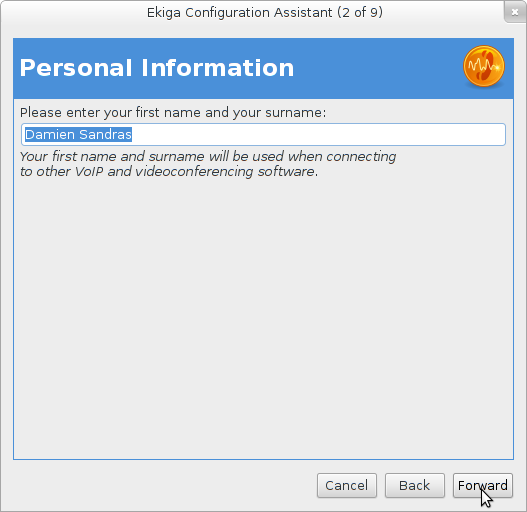 Ekiga Configuration Assistant (2 of 9)
Personal Information
Please enter your first name and your surname:
Damien Sandras
Your first name and surname will be used when connecting
to other VoIP and videoconferencing software.
Cancel Back Forward